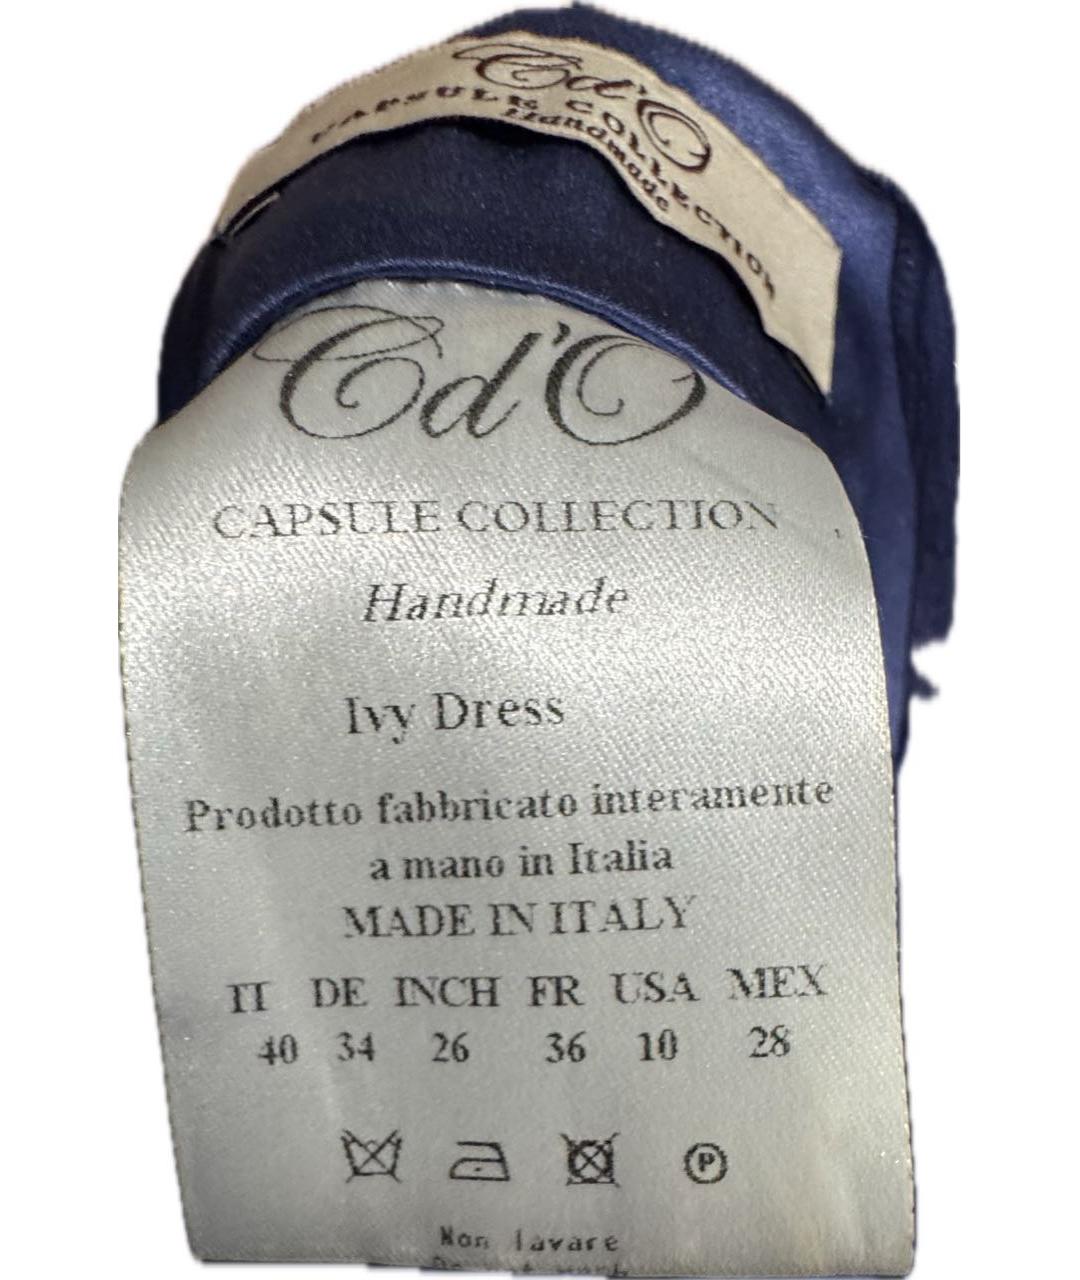 Cd'O
CAPSULE COLLECTION
Handmade
Cd'O
CAPSULE COLLECTION
Handmade
Ivy Dress
Prodotto fabbricato interamente
a mano in Italia
MADE IN ITALY
IT DE INCH FR USA MEX
40 34 26 36 10 28
P
Non lavare